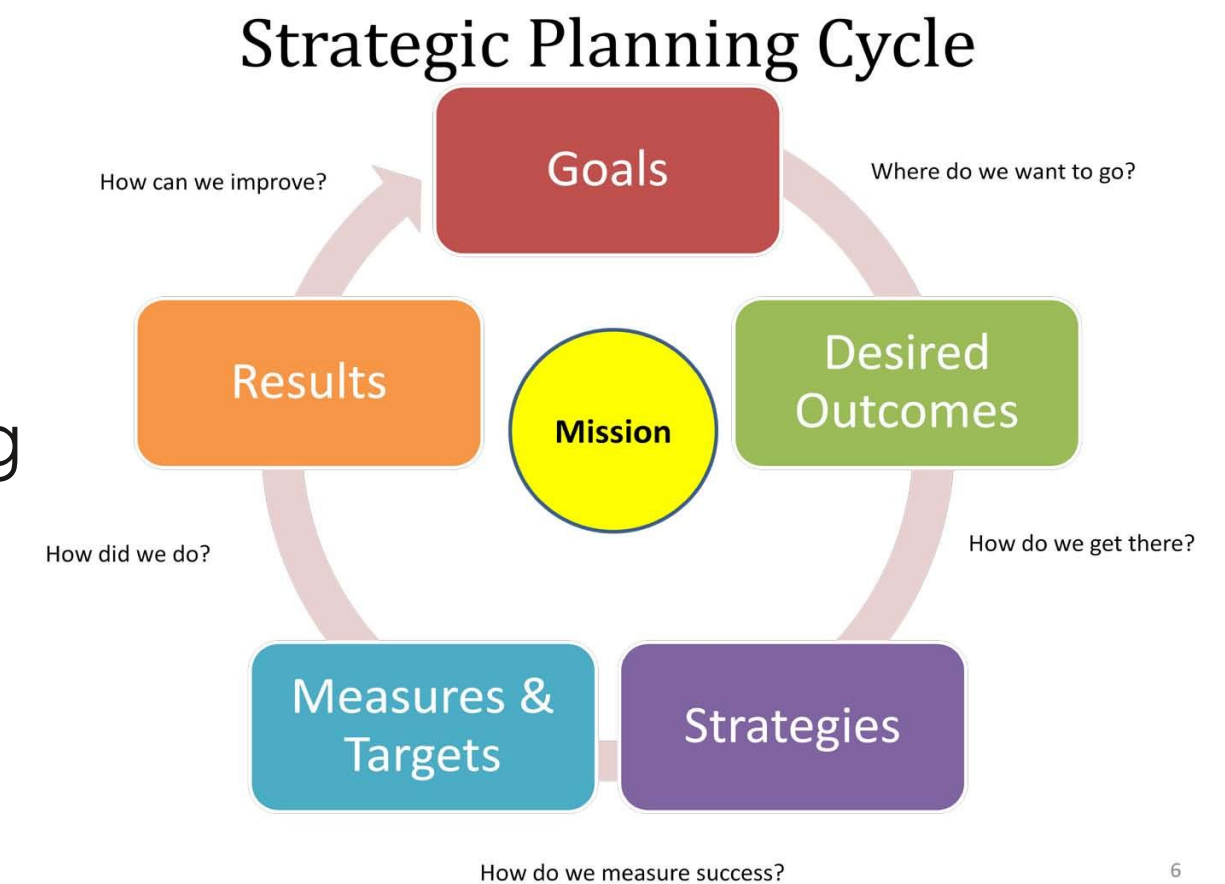 Strategic Planning Cycle
Goals
How can we improve?
Where do we want to go?
Results
Desired
Outcomes
Mission
g
How did we do?
How do we get there?
Measures &
Targets
Strategies
How do we measure success?
6